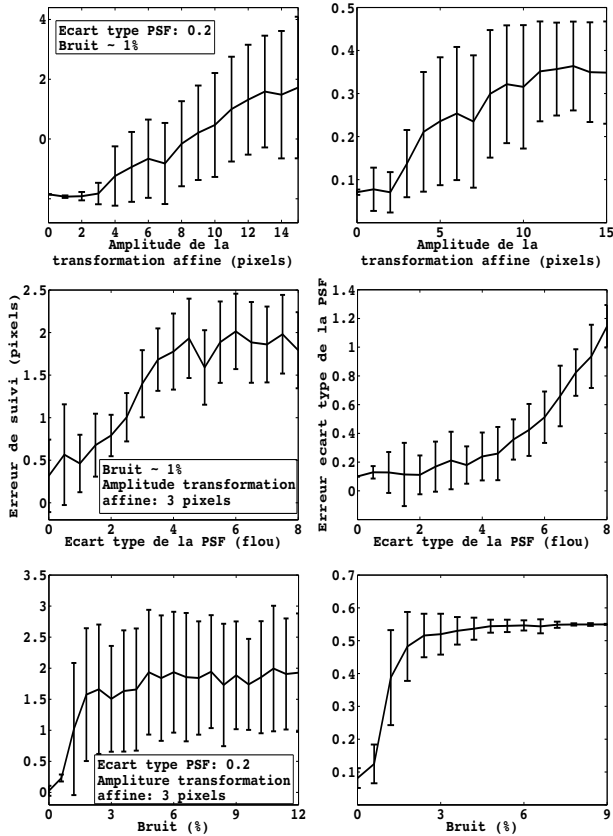 4
2
0
Ecart type PSF: 0.2
Bruit ~ 1%
0 2 4 6 8 10 12 14
Amplitude de la
transformation affine (pixels)
0.5
0.4
0.3
0.2
0.1
0 5 10 15
Amplitude de la
transformation affine (pixels)
Erreur de suivi (pixels)
2.5
2
1.5
1
0.5
0
Bruit ~ 1%
Amplitude transformation
affine: 3 pixels
0 2 4 6 8
Ecart type de la PSF (flou)
Erreur ecart type de la PSF
1.4
1.2
1.0
0.8
0.6
0.4
0.2
0
0 2 4 6 8
Ecart type de la PSF (flou)
3.5
3
2.5
2
1.5
1
0.5
0
Ecart type PSF: 0.2
Ampliture transformation
affine: 3 pixels
0 3 6 9 12
Bruit (%)
0.7
0.6
0.5
0.4
0.3
0.2
0.1
0 3 6 9
Bruit (%)